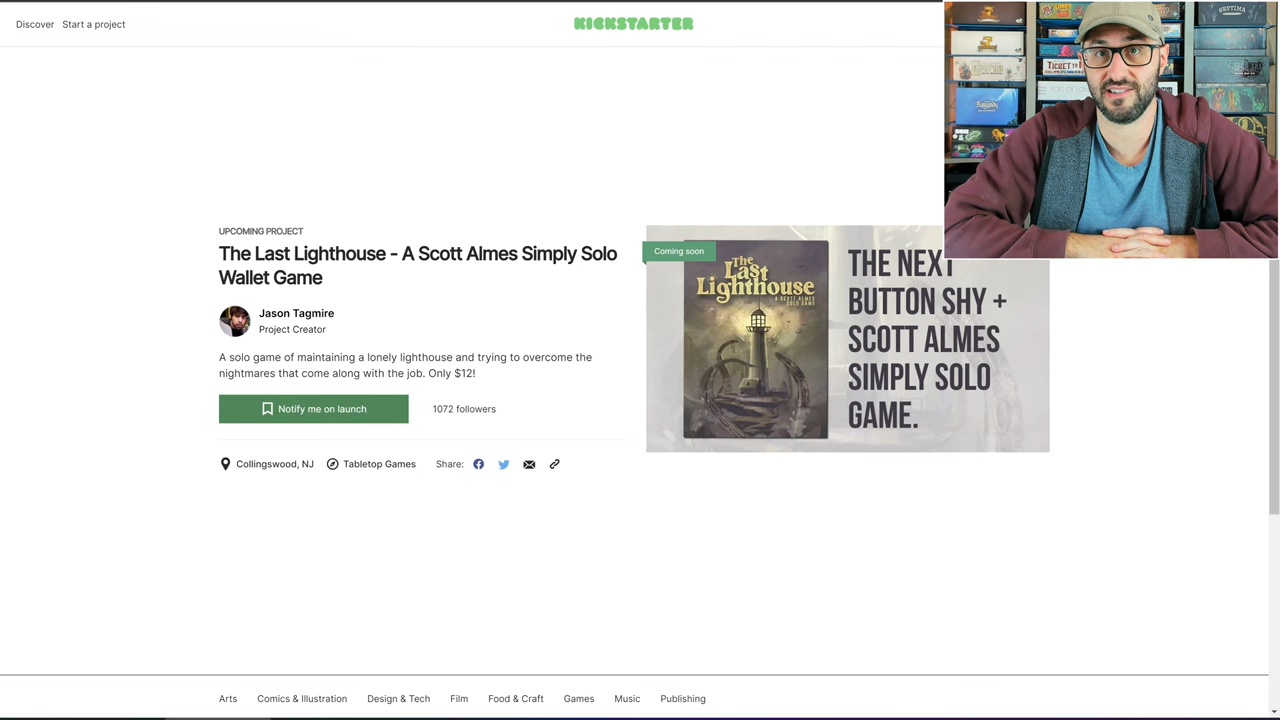 Discover Start a project
KICKSTARTER
SEPTIMA
TICKET TO
UPCOMING PROJECT
The Last Lighthouse - A Scott Almes Simply Solo
Wallet Game
Jason Tagmire
Project Creator
A solo game of maintaining a lonely lighthouse and trying to overcome the
nightmares that come along with the job. Only $12!
Notify me on launch
1072 followers
Collingswood, NJ Tabletop Games Share:
Coming soon
The
Last
Lighthouse
A SCOTT ALMES
SOLO GAME
THE NEXT
BUTTON SHY +
SCOTT ALMES
SIMPLY SOLO
GAME.
Arts Comics & Illustration Design & Tech Film Food & Craft Games Music Publishing